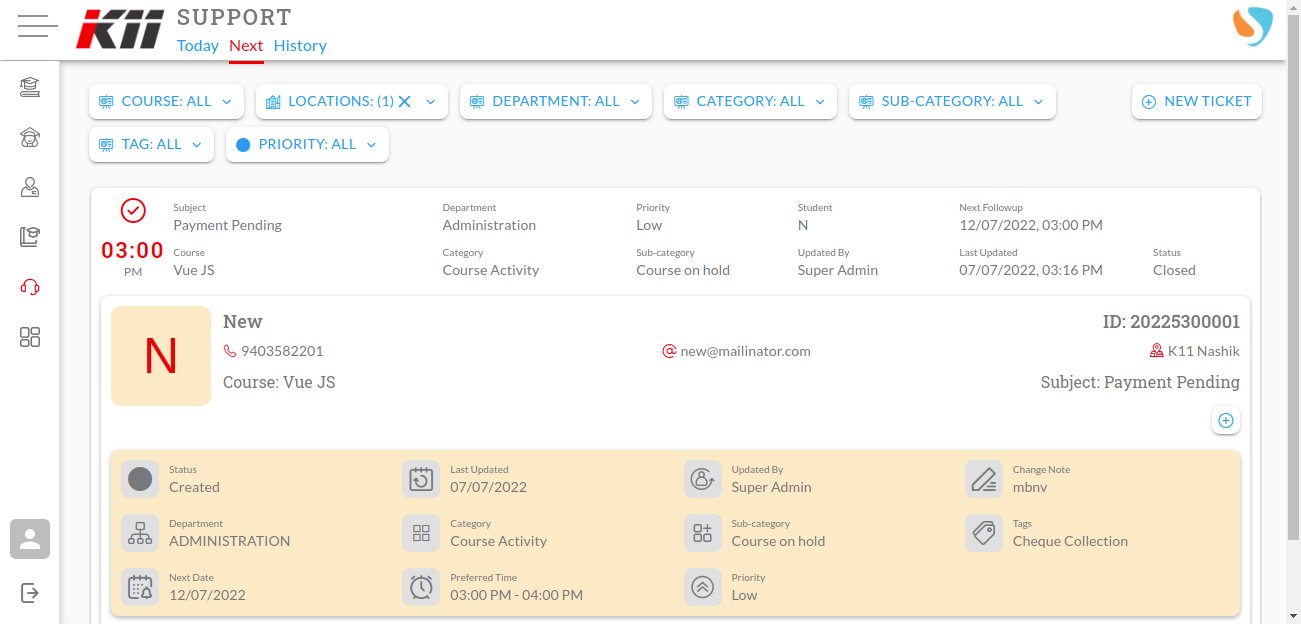 K11 SUPPORT
Today Next History
COURSE: ALL LOCATIONS: (1) DEPARTMENT: ALL CATEGORY: ALL SUB-CATEGORY: ALL NEW TICKET
TAG: ALL PRIORITY: ALL
Subject Department Priority Student Next Followup
Payment Pending Administration Low N 12/07/2022, 03:00 PM
03:00 Course Category Sub-category Updated By Last Updated Status
PM Vue JS Course Activity Course on hold Super Admin 07/07/2022, 03:16 PM Closed
N New ID: 20225300001
9403582201 new@mailinator.com K11 Nashik
Course: Vue JS Subject: Payment Pending
Status Last Updated Updated By Change Note
Created 07/07/2022 Super Admin mbnv
Department Category Sub-category Tags
ADMINISTRATION Course Activity Course on hold Cheque Collection
Next Date Preferred Time Priority
12/07/2022 03:00 PM - 04:00 PM Low